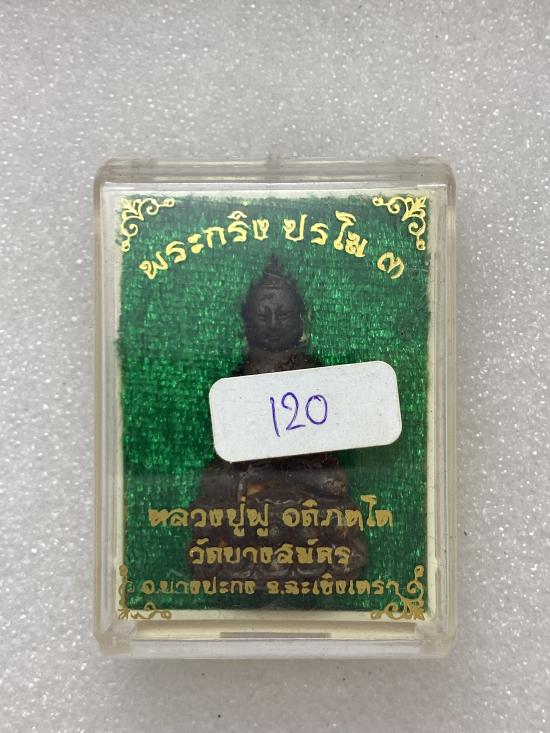 พระกริ่ง ปรโม ๓
120
หลวงปู่ฟู อติภทฺโท
วัดบางสมัคร
อ.บางปะกง จ.ฉะเชิงเทรา